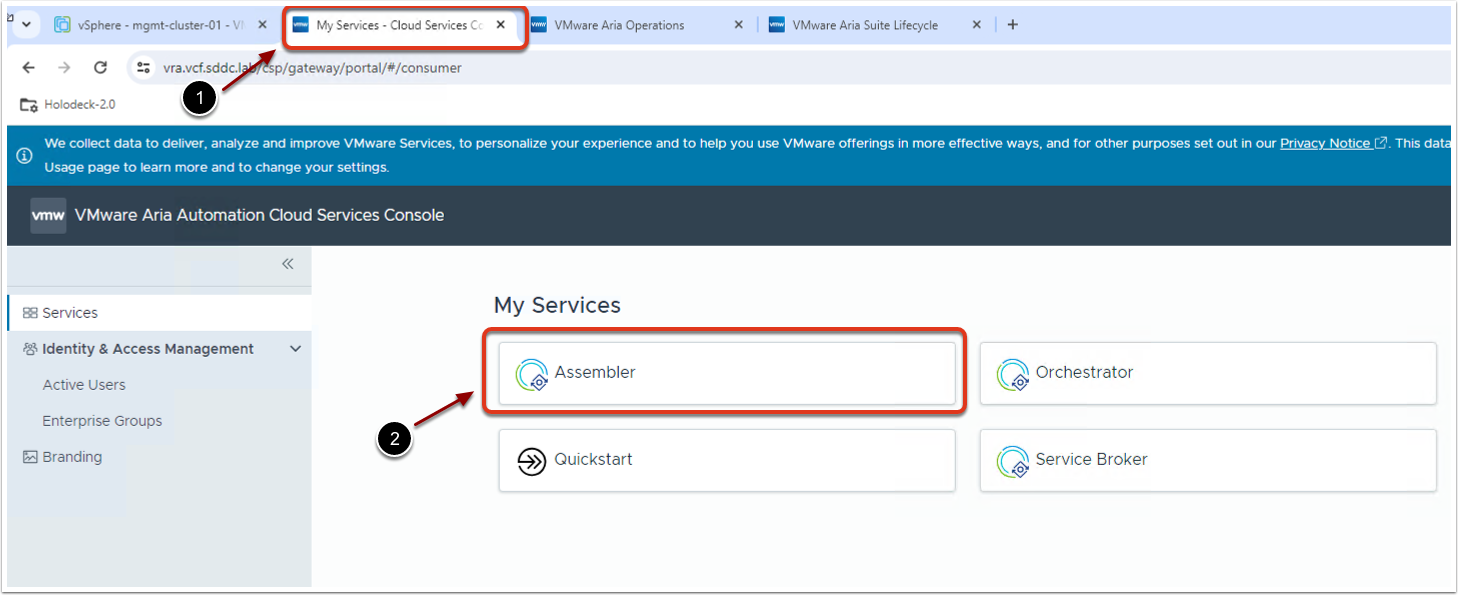 vSphere - mgmt-cluster-01 - VM
My Services - Cloud Services Co
vmw VMware Aria Operations
vmw VMware Aria Suite Lifecycle
1
vra.vcf.sddc.lab/csp/gateway/portal/#/consumer
Holodeck-2.0
We collect data to deliver, analyze and improve VMware Services, to personalize your experience and to help you use VMware offerings in more effective ways, and for other purposes set out in our Privacy Notice . This data
Usage page to learn more and to change your settings.
vmw VMware Aria Automation Cloud Services Console
Services
Identity & Access Management
Active Users
Enterprise Groups
Branding
My Services
Assembler
Orchestrator
2
Quickstart
Service Broker